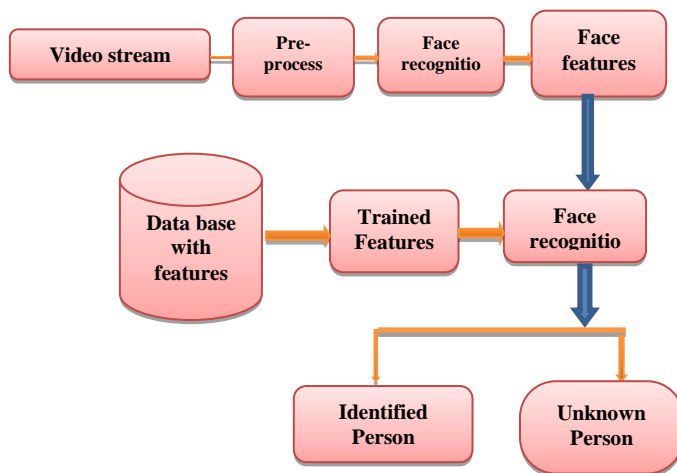 Video stream
Pre-
process
Face
recognitio
Face
features
Data base
with
features
Trained
Features
Face
recognitio
Identified
Person
Unknown
Person